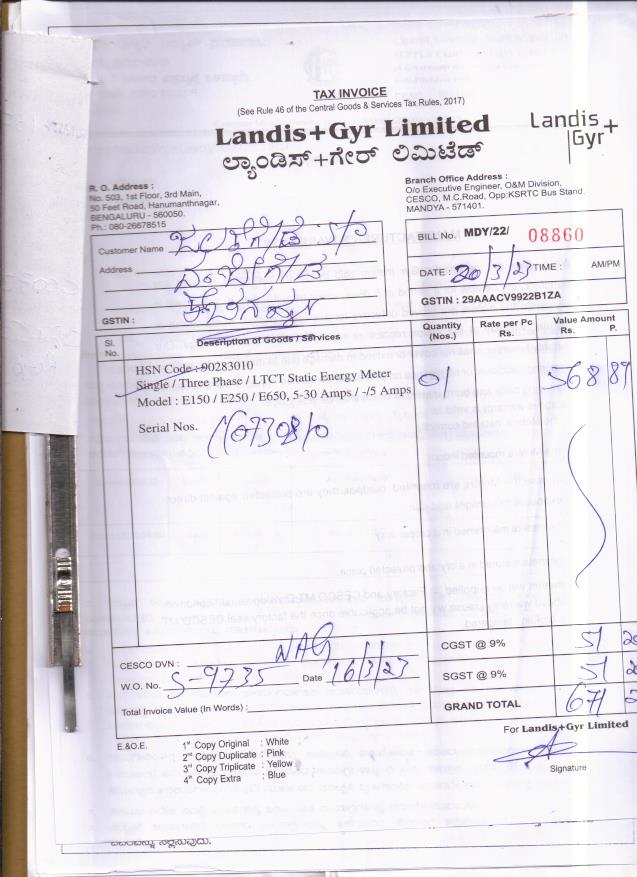 TAX INVOICE
(See Rule 46 of the Central Goods & Services Tax Rules, 2017)
Landis+Gyr Limited
Landis+
Gyr
ಲ್ಯಾಂಡಿಸ್+ಗೇರ್ ಲಿಮಿಟೆಡ್
R. O. Address :
No. 503, 1st Floor, 3rd Main,
50 Feet Road, Hanumanthnagar,
BENGALURU - 560050.
Ph.: 080-26678515
Branch Office Address :
O/o Executive Engineer, O&M Division,
CESCO, M.C.Road, Opp:KSRTC Bus Stand.
MANDYA - 571401.
Customer Name
Address
GSTIN :
BILL No. MDY/22/ 08860
DATE : 20/3/23 TIME : AM/PM
GSTIN : 29AAACV9922B1ZA
Sl. No. Description of Goods / Services Quantity (Nos.) Rate per Pc Rs. Value Amount Rs. P.
HSN Code : 90283010
Single / Three Phase / LTCT Static Energy Meter 01 568 89
Model : E150 / E250 / E650, 5-30 Amps / -/5 Amps
Serial Nos.
CESCO DVN : NAG
W.O. No. S-9735 Date 16/3/23
Total Invoice Value (In Words) :
CGST @ 9% 51
SGST @ 9% 51
GRAND TOTAL 671
E.&O.E.
1st Copy Original : White
2nd Copy Duplicate : Pink
3rd Copy Triplicate : Yellow
4th Copy Extra : Blue
For Landis+Gyr Limited
Signature